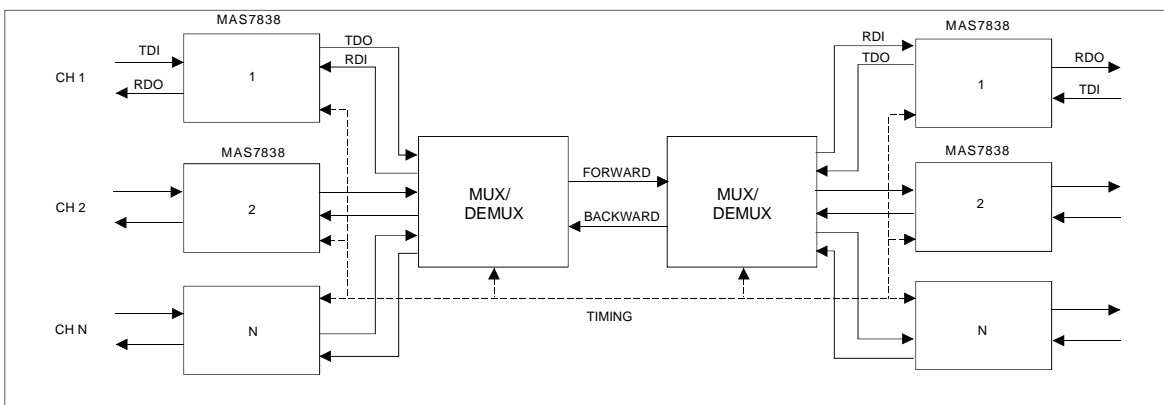 MAS7838
TDI
TDO
RDI
CH 1
RDO
1
MAS7838
CH 2
2
CH N
N
MUX/
DEMUX
FORWARD
BACKWARD
MUX/
DEMUX
TIMING
MAS7838
RDI
TDO
RDO
1
TDI
MAS7838
2
MAS7838
N